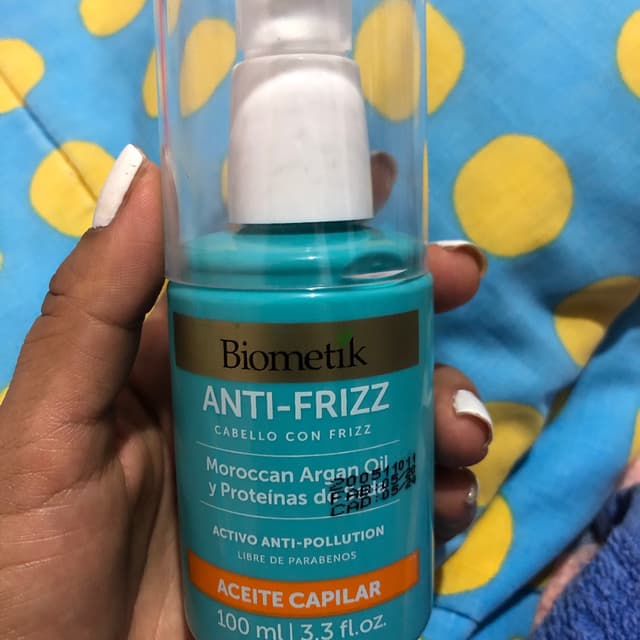 Biometik
ANTI-FRIZZ
CABELLO CON FRIZZ
Moroccan Argan Oil
y Proteínas de
ACTIVO ANTI-POLLUTION
LIBRE DE PARABENOS
ACEITE CAPILAR
100 ml | 3.3 fl.oz.